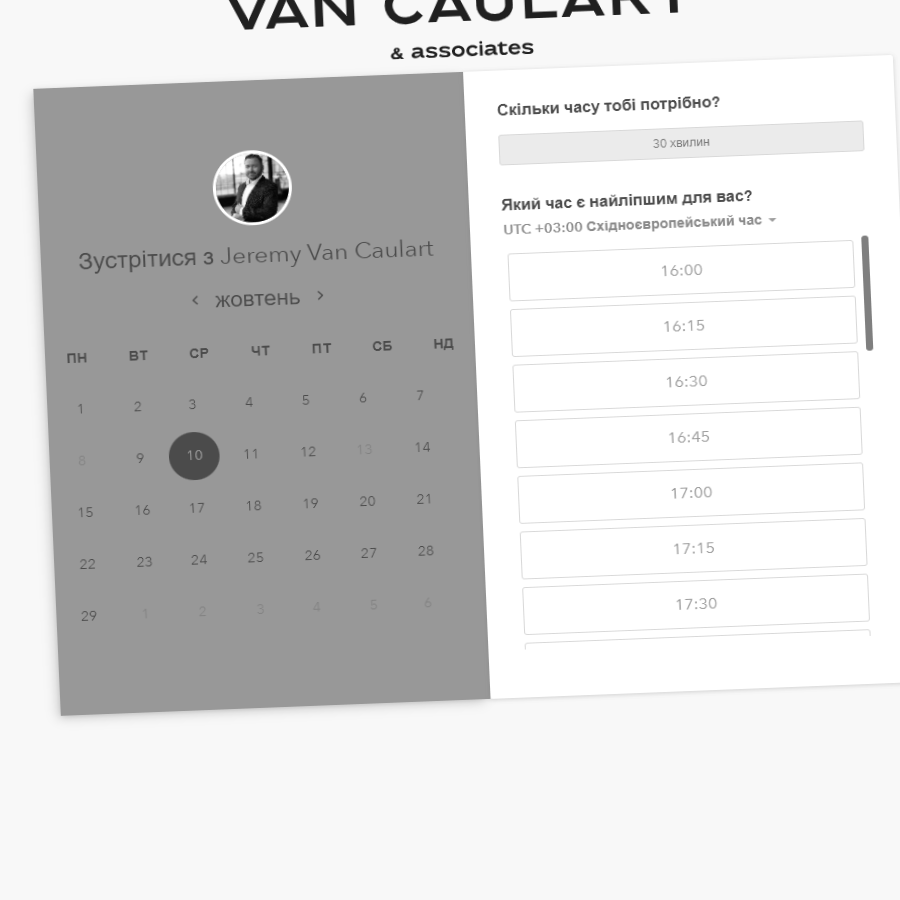 VAN CAULART
& associates
Зустрітися з Jeremy Van Caulart
жовтень
ПН ВТ СР ЧТ ПТ СБ НД
1 2 3 4 5 6 7
8 9 10 11 12 13 14
15 16 17 18 19 20 21
22 23 24 25 26 27 28
29 1 2 3 4 5 6
Скільки часу тобі потрібно?
30 хвилин
Який час є найліпшим для вас?
UTC +03:00 Східноєвропейський час
16:00
16:15
16:30
16:45
17:00
17:15
17:30